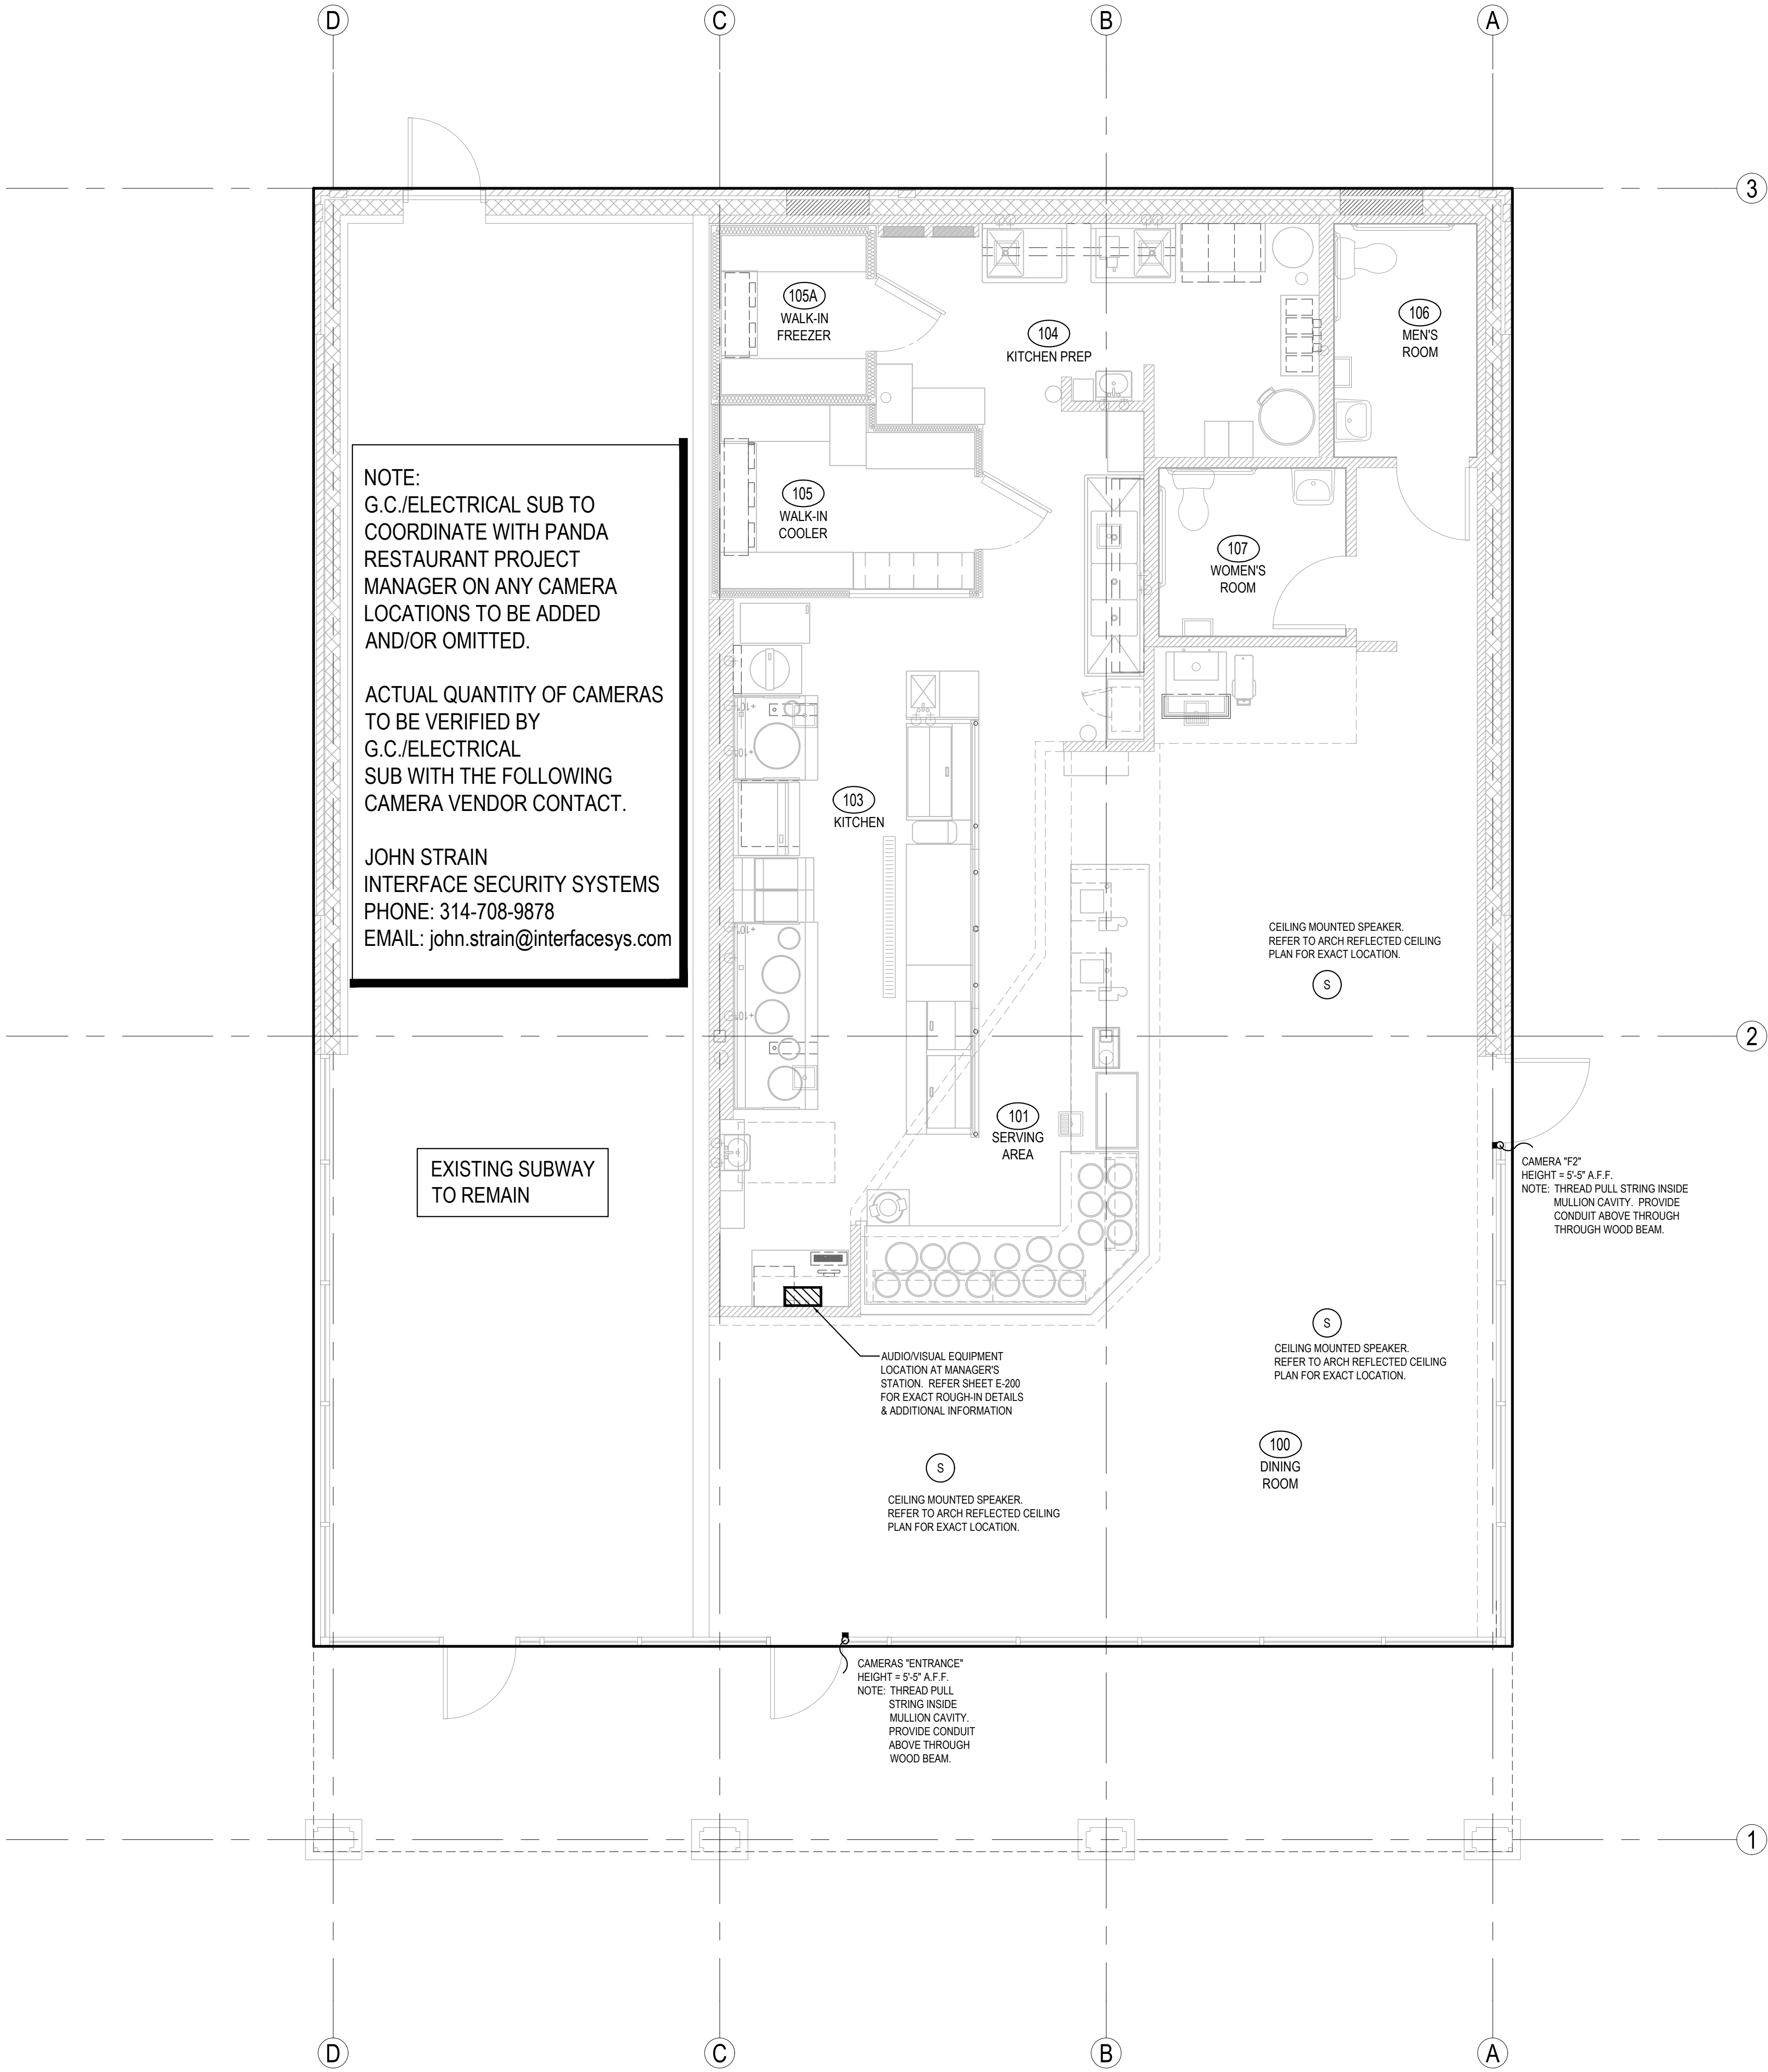 D
C
B
A
3
105A
WALK-IN
FREEZER
104
KITCHEN PREP
106
MEN'S
ROOM
NOTE:
G.C./ELECTRICAL SUB TO
COORDINATE WITH PANDA
RESTAURANT PROJECT
MANAGER ON ANY CAMERA
LOCATIONS TO BE ADDED
AND/OR OMITTED.
ACTUAL QUANTITY OF CAMERAS
TO BE VERIFIED BY
G.C./ELECTRICAL
SUB WITH THE FOLLOWING
CAMERA VENDOR CONTACT.
JOHN STRAIN
INTERFACE SECURITY SYSTEMS
PHONE: 314-708-9878
EMAIL: john.strain@interfacesys.com
105
WALK-IN
COOLER
107
WOMEN'S
ROOM
103
KITCHEN
CEILING MOUNTED SPEAKER.
REFER TO ARCH REFLECTED CEILING
PLAN FOR EXACT LOCATION.
S
2
101
SERVING
AREA
EXISTING SUBWAY
TO REMAIN
CAMERA "F2"
HEIGHT = 5'-5" A.F.F.
NOTE: THREAD PULL STRING INSIDE
MULLION CAVITY. PROVIDE
CONDUIT ABOVE THROUGH
THROUGH WOOD BEAM.
S
CEILING MOUNTED SPEAKER.
REFER TO ARCH REFLECTED CEILING
PLAN FOR EXACT LOCATION.
AUDIO/VISUAL EQUIPMENT
LOCATION AT MANAGER'S
STATION. REFER SHEET E-200
FOR EXACT ROUGH-IN DETAILS
& ADDITIONAL INFORMATION
100
DINING
ROOM
S
CEILING MOUNTED SPEAKER.
REFER TO ARCH REFLECTED CEILING
PLAN FOR EXACT LOCATION.
CAMERAS "ENTRANCE"
HEIGHT = 5'-5" A.F.F.
NOTE: THREAD PULL
STRING INSIDE
MULLION CAVITY.
PROVIDE CONDUIT
ABOVE THROUGH
WOOD BEAM.
1
D
C
B
A